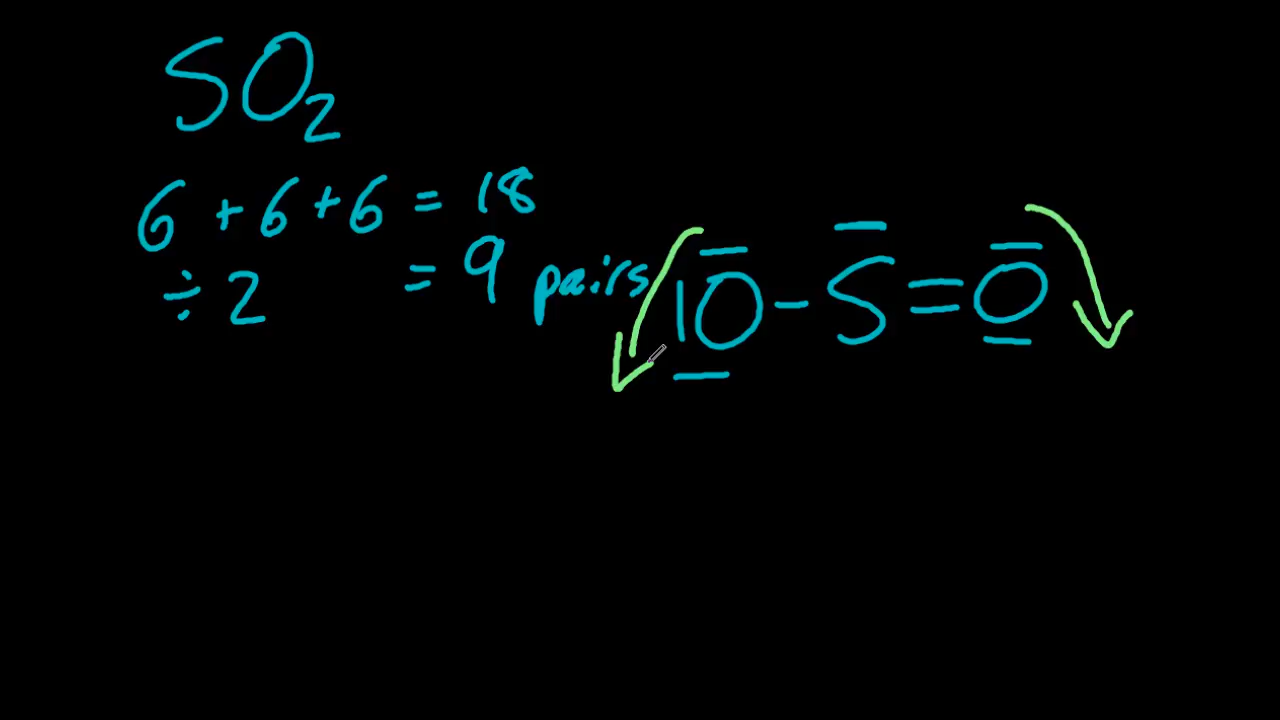 SO₂
6 + 6 + 6 = 18
÷ 2 = 9 pairs
|O - S = O